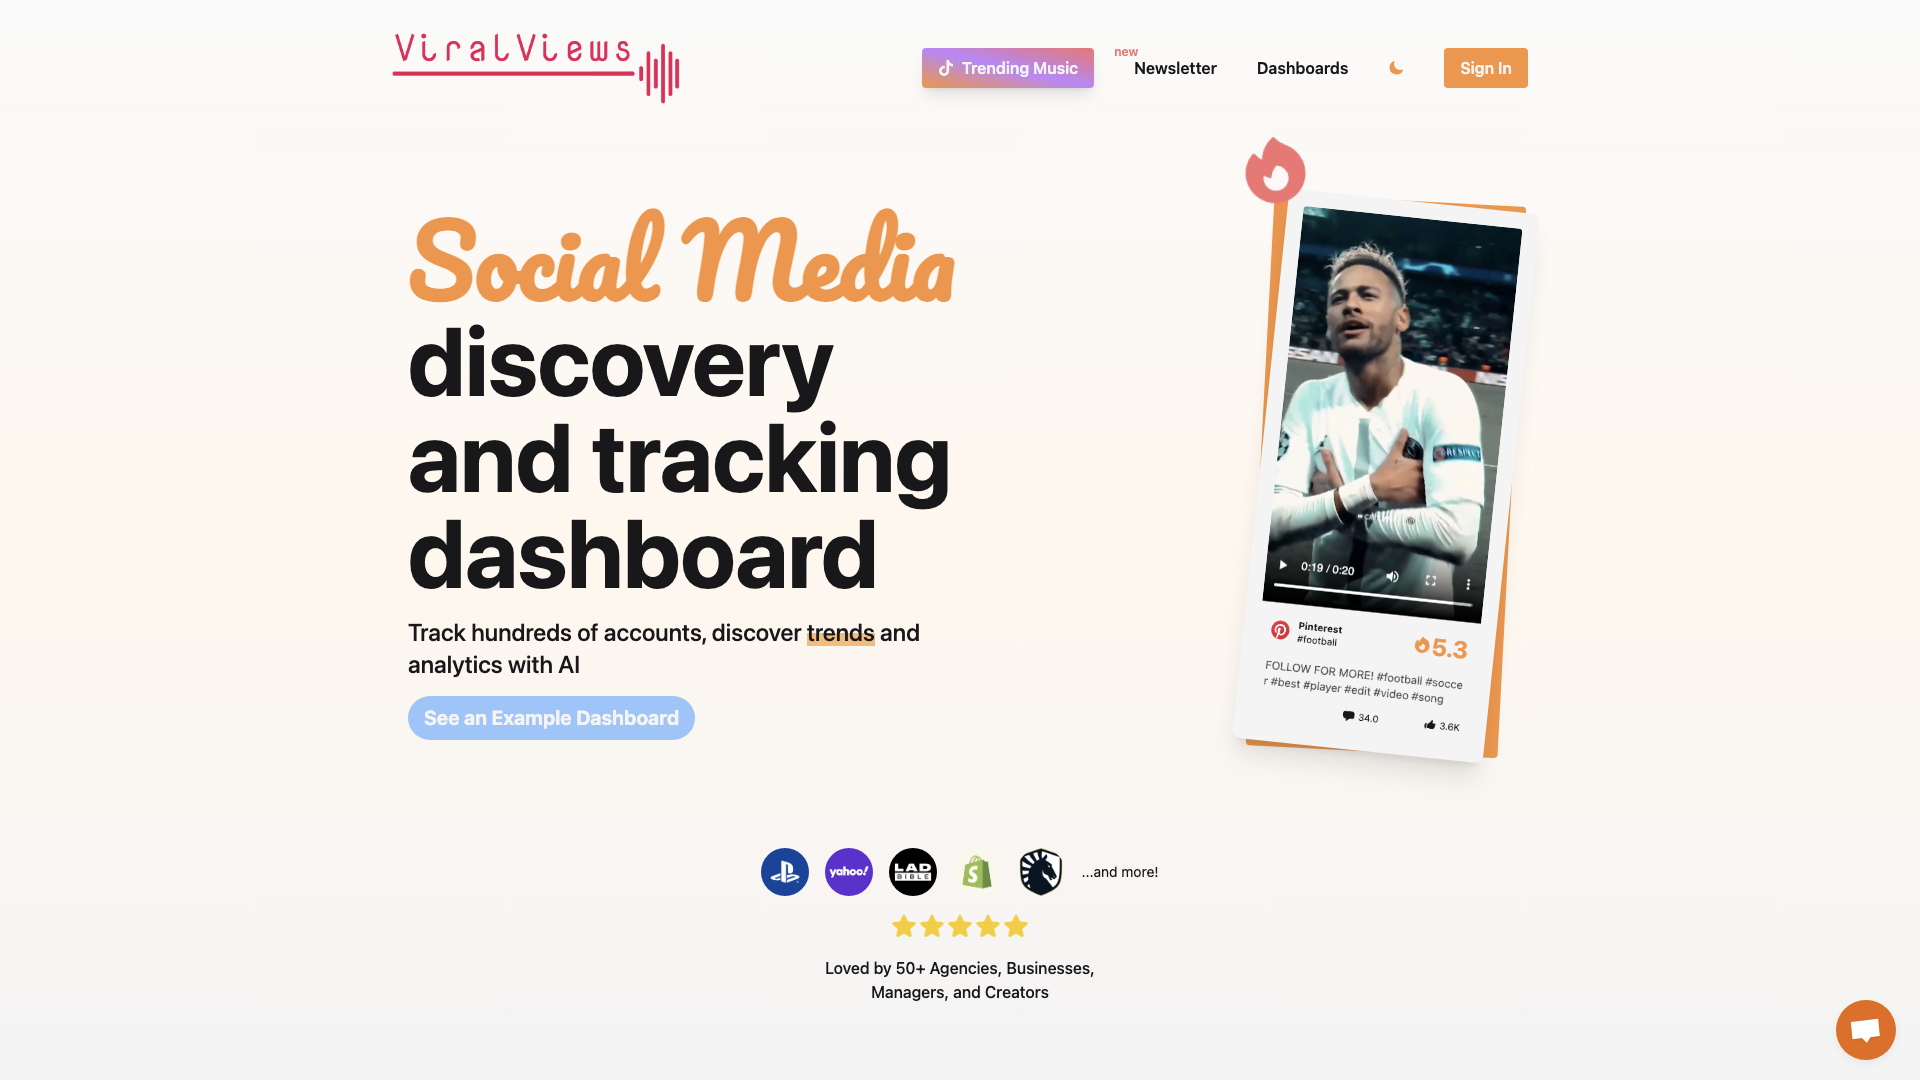 ViralViews
Trending Music
new
Newsletter
Dashboards
Sign In
Social Media
discovery
and tracking
dashboard
Track hundreds of accounts, discover trends and
analytics with AI
See an Example Dashboard
RESPECT
0:19 / 0:20
Pinterest
#football
5.3
FOLLOW FOR MORE! #football #socce
r #best #player #edit #video #song
34.0
3.6K
yahoo!
LAD
BIBLE
...and more!
Loved by 50+ Agencies, Businesses,
Managers, and Creators